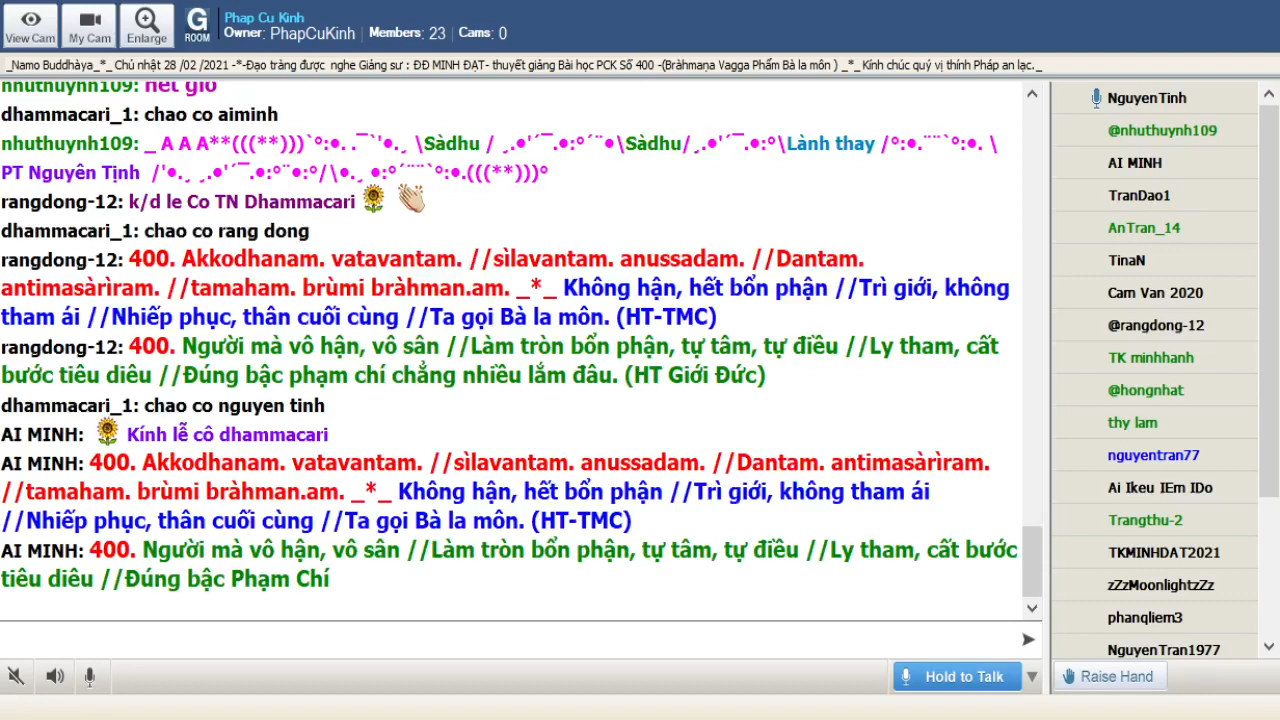 View Cam
My Cam
Enlarge
G ROOM
Phap Cu Kinh
Owner: PhapCuKinh | Members: 23 | Cams: 0
_Namo Buddhàya_*_ Chủ nhật 28 /02 /2021 -*-Đạo tràng được nghe Giảng sư : ĐĐ MINH ĐẠT- thuyết giảng Bài học PCK Số 400 -(Bràhmaṇa Vagga Phẩm Bà la môn ) _*_ Kính chúc quý vị thính Pháp an lạc._
nhuthuynh109: het gio
dhammacari_1: chao co aiminh
nhuthuynh109: _ A A A**(((**)))`°:•. .¯`'•.¸ \Sàdhu / ¸.•'´¯.•:°´¨•\Sàdhu/¸.•'´¯.•:°\Lành thay /°:•.¨¨`°:•. \
PT Nguyên Tịnh /'•.¸ ¸.•'´¯.•:°¨•:°/\•.¸ •:°´¨¨`°:•.(((**)))°
rangdong-12: k/d le Co TN Dhammacari
dhammacari_1: chao co rang dong
rangdong-12: 400. Akkodhanam. vatavantam. //sìlavantam. anussadam. //Dantam.
antimasàrìram. //tamaham. brùmi bràhman.am. _*_ Không hận, hết bổn phận //Trì giới, không
tham ái //Nhiếp phục, thân cuối cùng //Ta gọi Bà la môn. (HT-TMC)
rangdong-12: 400. Người mà vô hận, vô sân //Làm tròn bổn phận, tự tâm, tự điều //Ly tham, cất
bước tiêu diêu //Đúng bậc phạm chí chẳng nhiều lắm đâu. (HT Giới Đức)
dhammacari_1: chao co nguyen tinh
AI MINH: Kính lễ cô dhammacari
AI MINH: 400. Akkodhanam. vatavantam. //sìlavantam. anussadam. //Dantam. antimasàrìram.
//tamaham. brùmi bràhman.am. _*_ Không hận, hết bổn phận //Trì giới, không tham ái
//Nhiếp phục, thân cuối cùng //Ta gọi Bà la môn. (HT-TMC)
AI MINH: 400. Người mà vô hận, vô sân //Làm tròn bổn phận, tự tâm, tự điều //Ly tham, cất bước
tiêu diêu //Đúng bậc Phạm Chí
NguyenTinh
@nhuthuynh109
AI MINH
TranDao1
AnTran_14
TinaN
Cam Van 2020
@rangdong-12
TK minhhanh
@hongnhat
thy lam
nguyentran77
Ai Ikeu IEm IDo
Trangthu-2
TKMINHDAT2021
zZzMoonlightzZz
phanqliem3
NguyenTran1977
Hold to Talk
Raise Hand